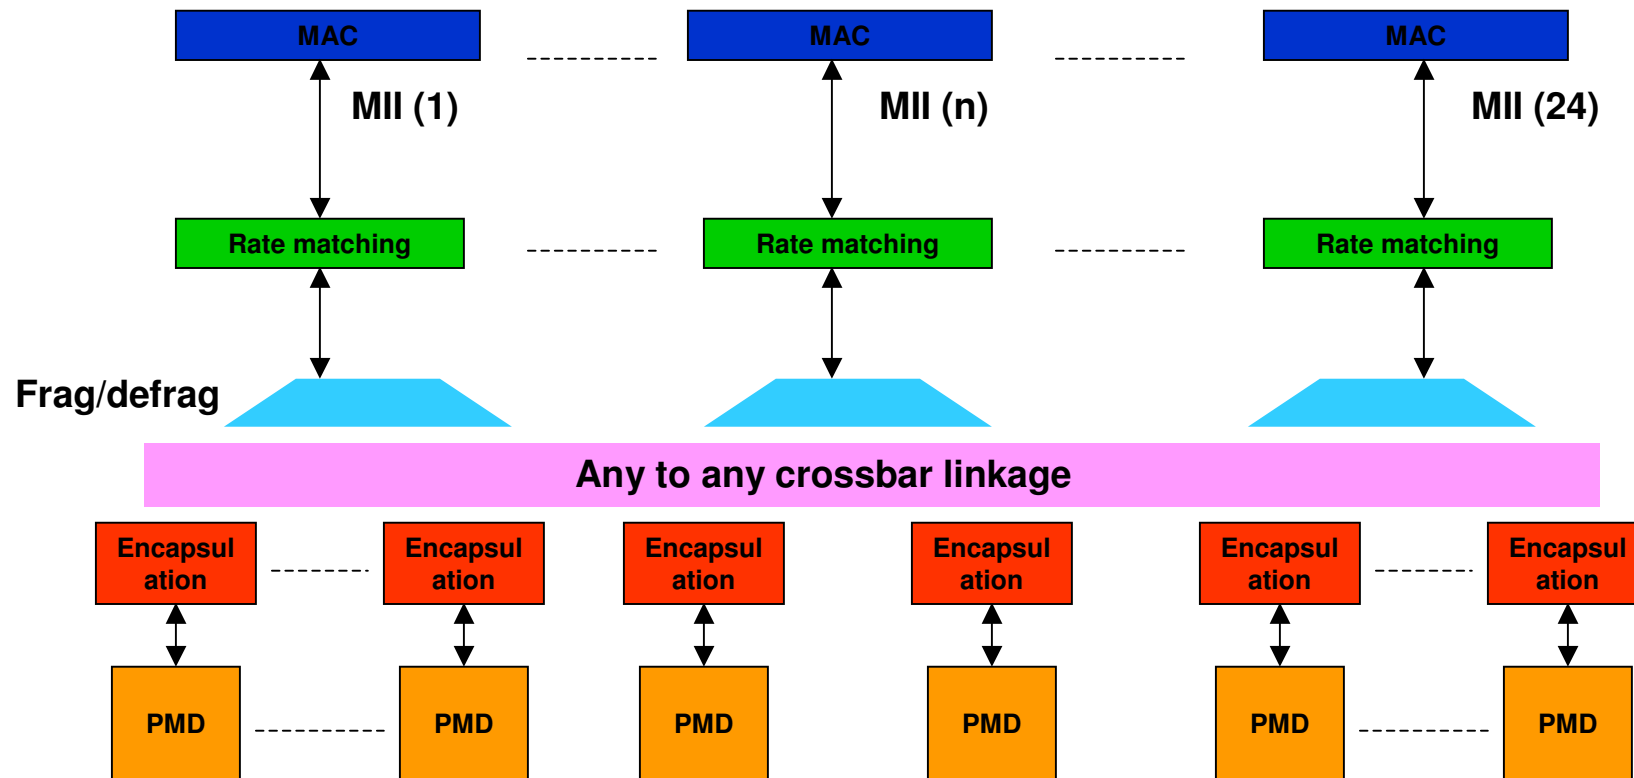 MAC
MAC
MAC
MII (1)
MII (n)
MII (24)
Rate matching
Rate matching
Rate matching
Frag/defrag
Any to any crossbar linkage
Encapsul
ation
Encapsul
ation
Encapsul
ation
Encapsul
ation
Encapsul
ation
Encapsul
ation
PMD
PMD
PMD
PMD
PMD
PMD